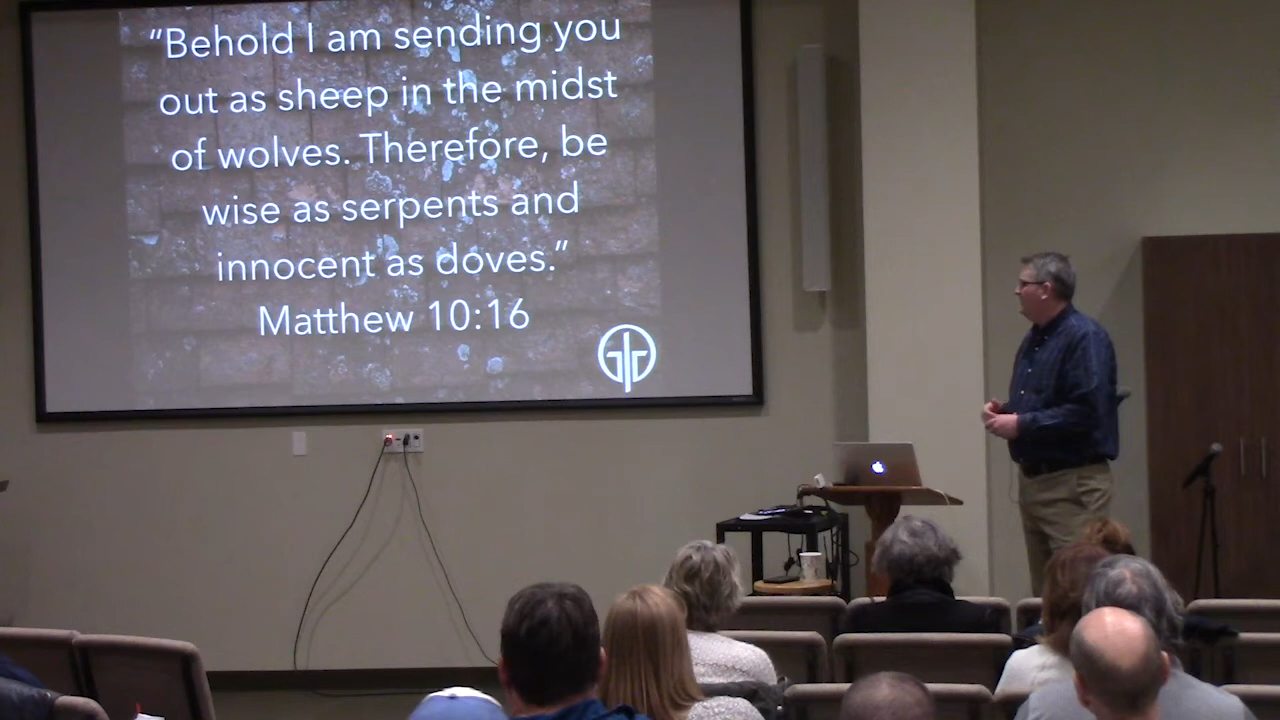 “Behold I am sending you
out as sheep in the midst
of wolves. Therefore, be
wise as serpents and
innocent as doves.”
Matthew 10:16